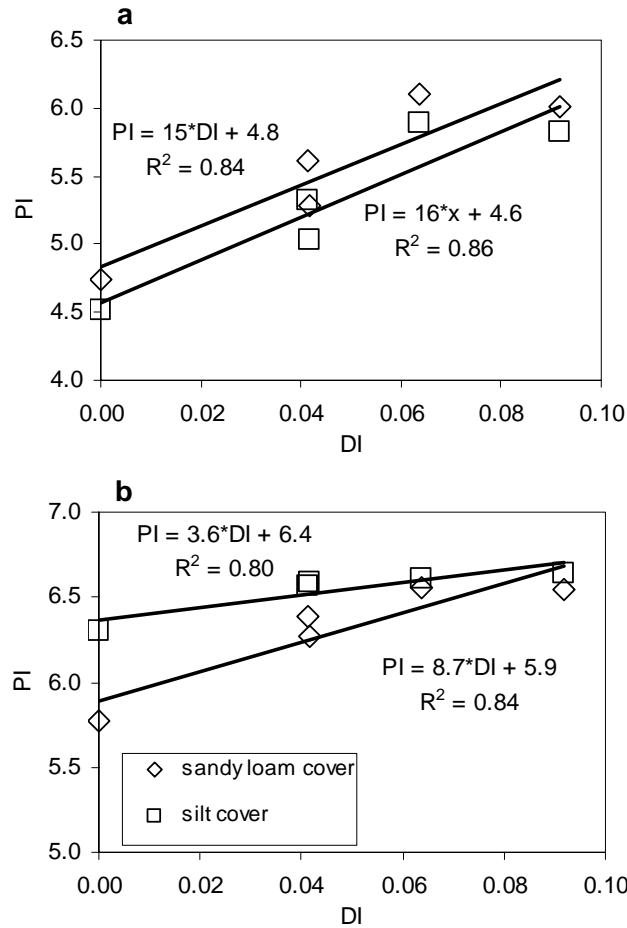 a
6.5
6.0
5.5
5.0
4.5
4.0
PI
PI = 15*DI + 4.8
R² = 0.84
PI = 16*x + 4.6
R² = 0.86
0.00 0.02 0.04 0.06 0.08 0.10
DI
b
7.0
6.5
6.0
5.5
5.0
PI
PI = 3.6*DI + 6.4
R² = 0.80
PI = 8.7*DI + 5.9
R² = 0.84
sandy loam cover
silt cover
0.00 0.02 0.04 0.06 0.08 0.10
DI